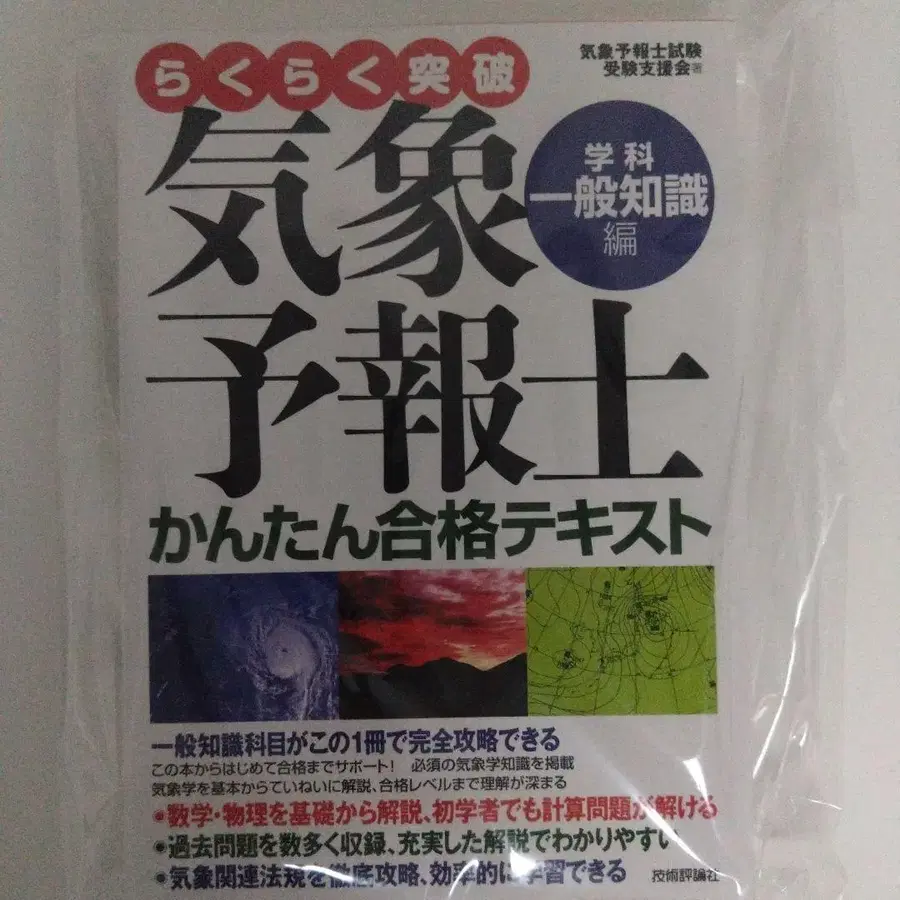 らくらく突破
気象予報士試験
受験支援会著
気象
予報士
学科
一般知識
編
かんたん合格テキスト
一般知識科目がこの1冊で完全攻略できる
この本からはじめて合格までサポート！ 必須の気象学知識を掲載
気象学を基本からていねいに解説、合格レベルまで理解が深まる
●数学・物理を基礎から解説、初学者でも計算問題が解ける
●過去問題を数多く収録、充実した解説でわかりやすい
●気象関連法規を徹底攻略、効率的に学習できる
技術評論社